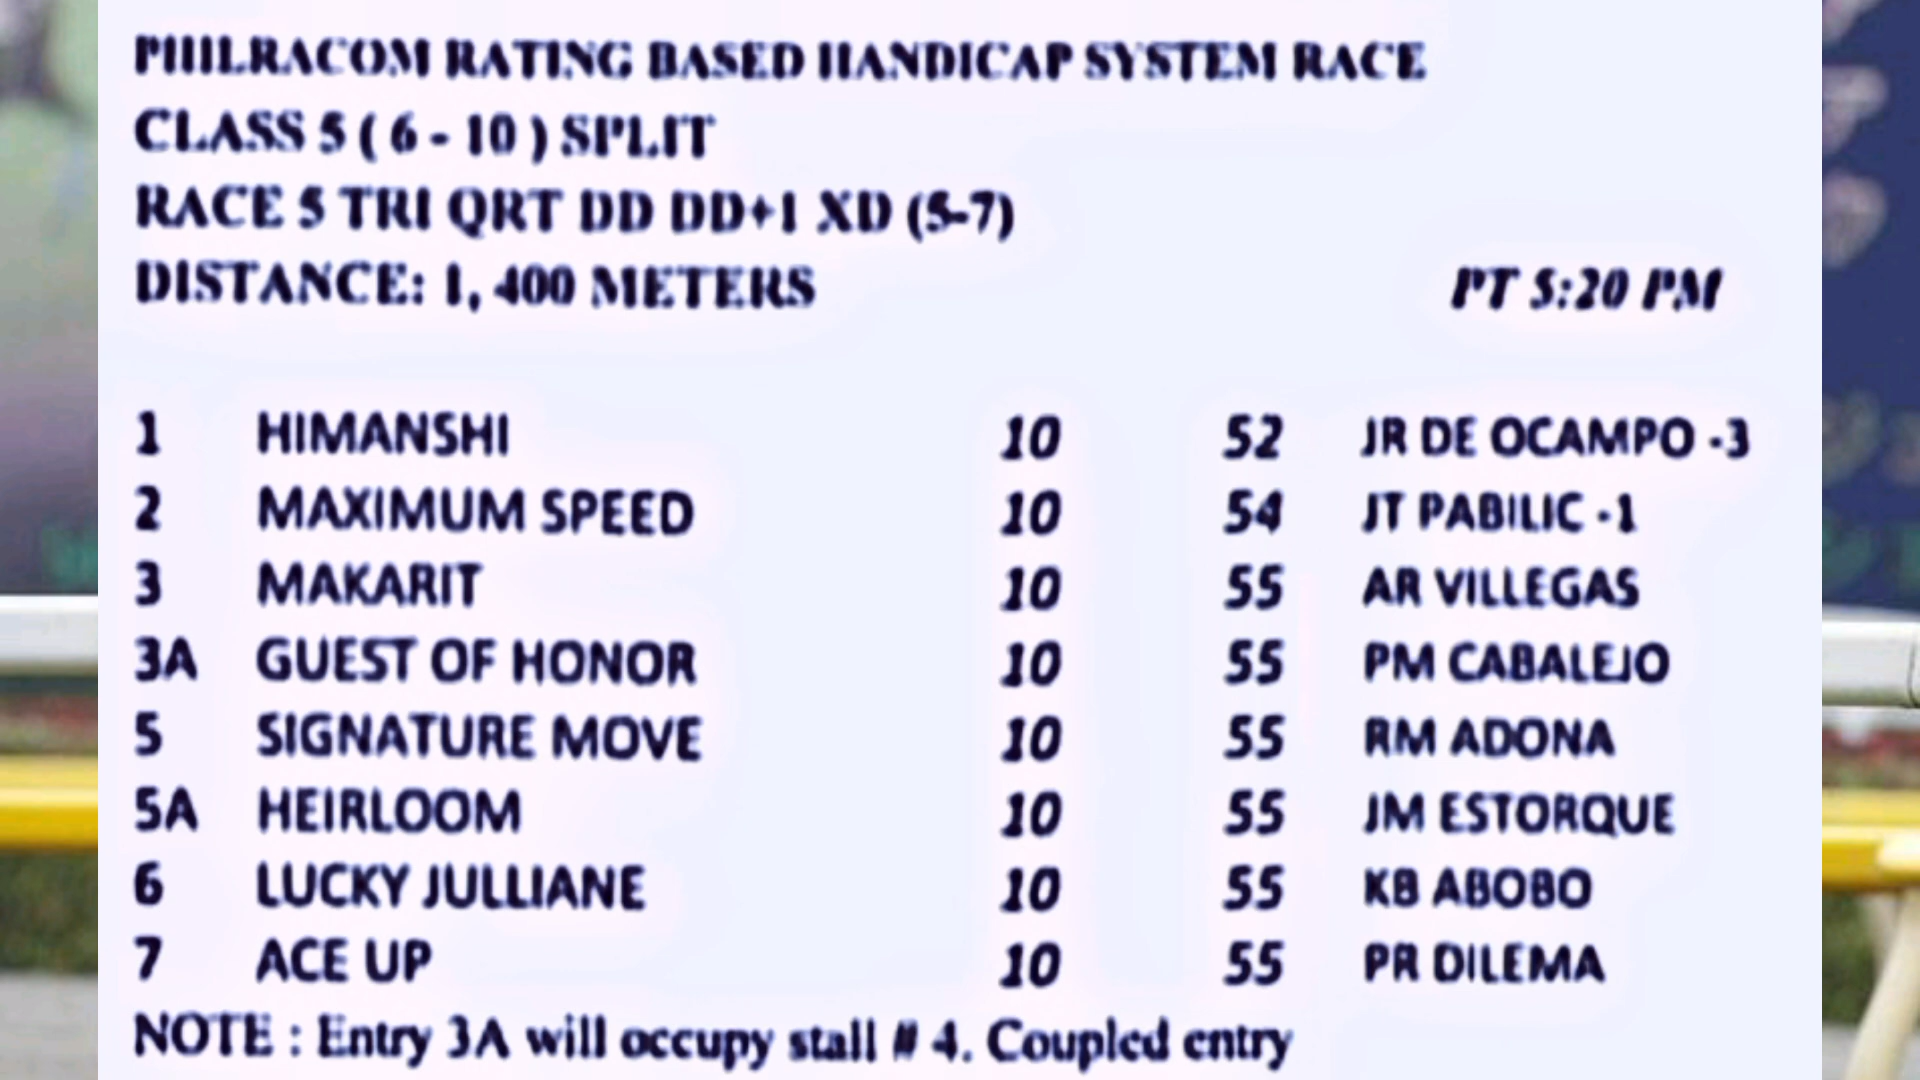 PHILRACOM RATING BASED HANDICAP SYSTEM RACE
CLASS 5 ( 6 - 10 ) SPLIT
RACE 5 TRI QRT DD DD+1 XD (5-7)
DISTANCE: 1, 400 METERS PT 5:20 PM
1 HIMANSHI 10 52 JR DE OCAMPO -3
2 MAXIMUM SPEED 10 54 JT PABILIC -1
3 MAKARIT 10 55 AR VILLEGAS
3A GUEST OF HONOR 10 55 PM CABALEJO
5 SIGNATURE MOVE 10 55 RM ADONA
5A HEIRLOOM 10 55 JM ESTORQUE
6 LUCKY JULLIANE 10 55 KB ABOBO
7 ACE UP 10 55 PR DILEMA
NOTE : Entry 3A will occupy stall # 4. Coupled entry